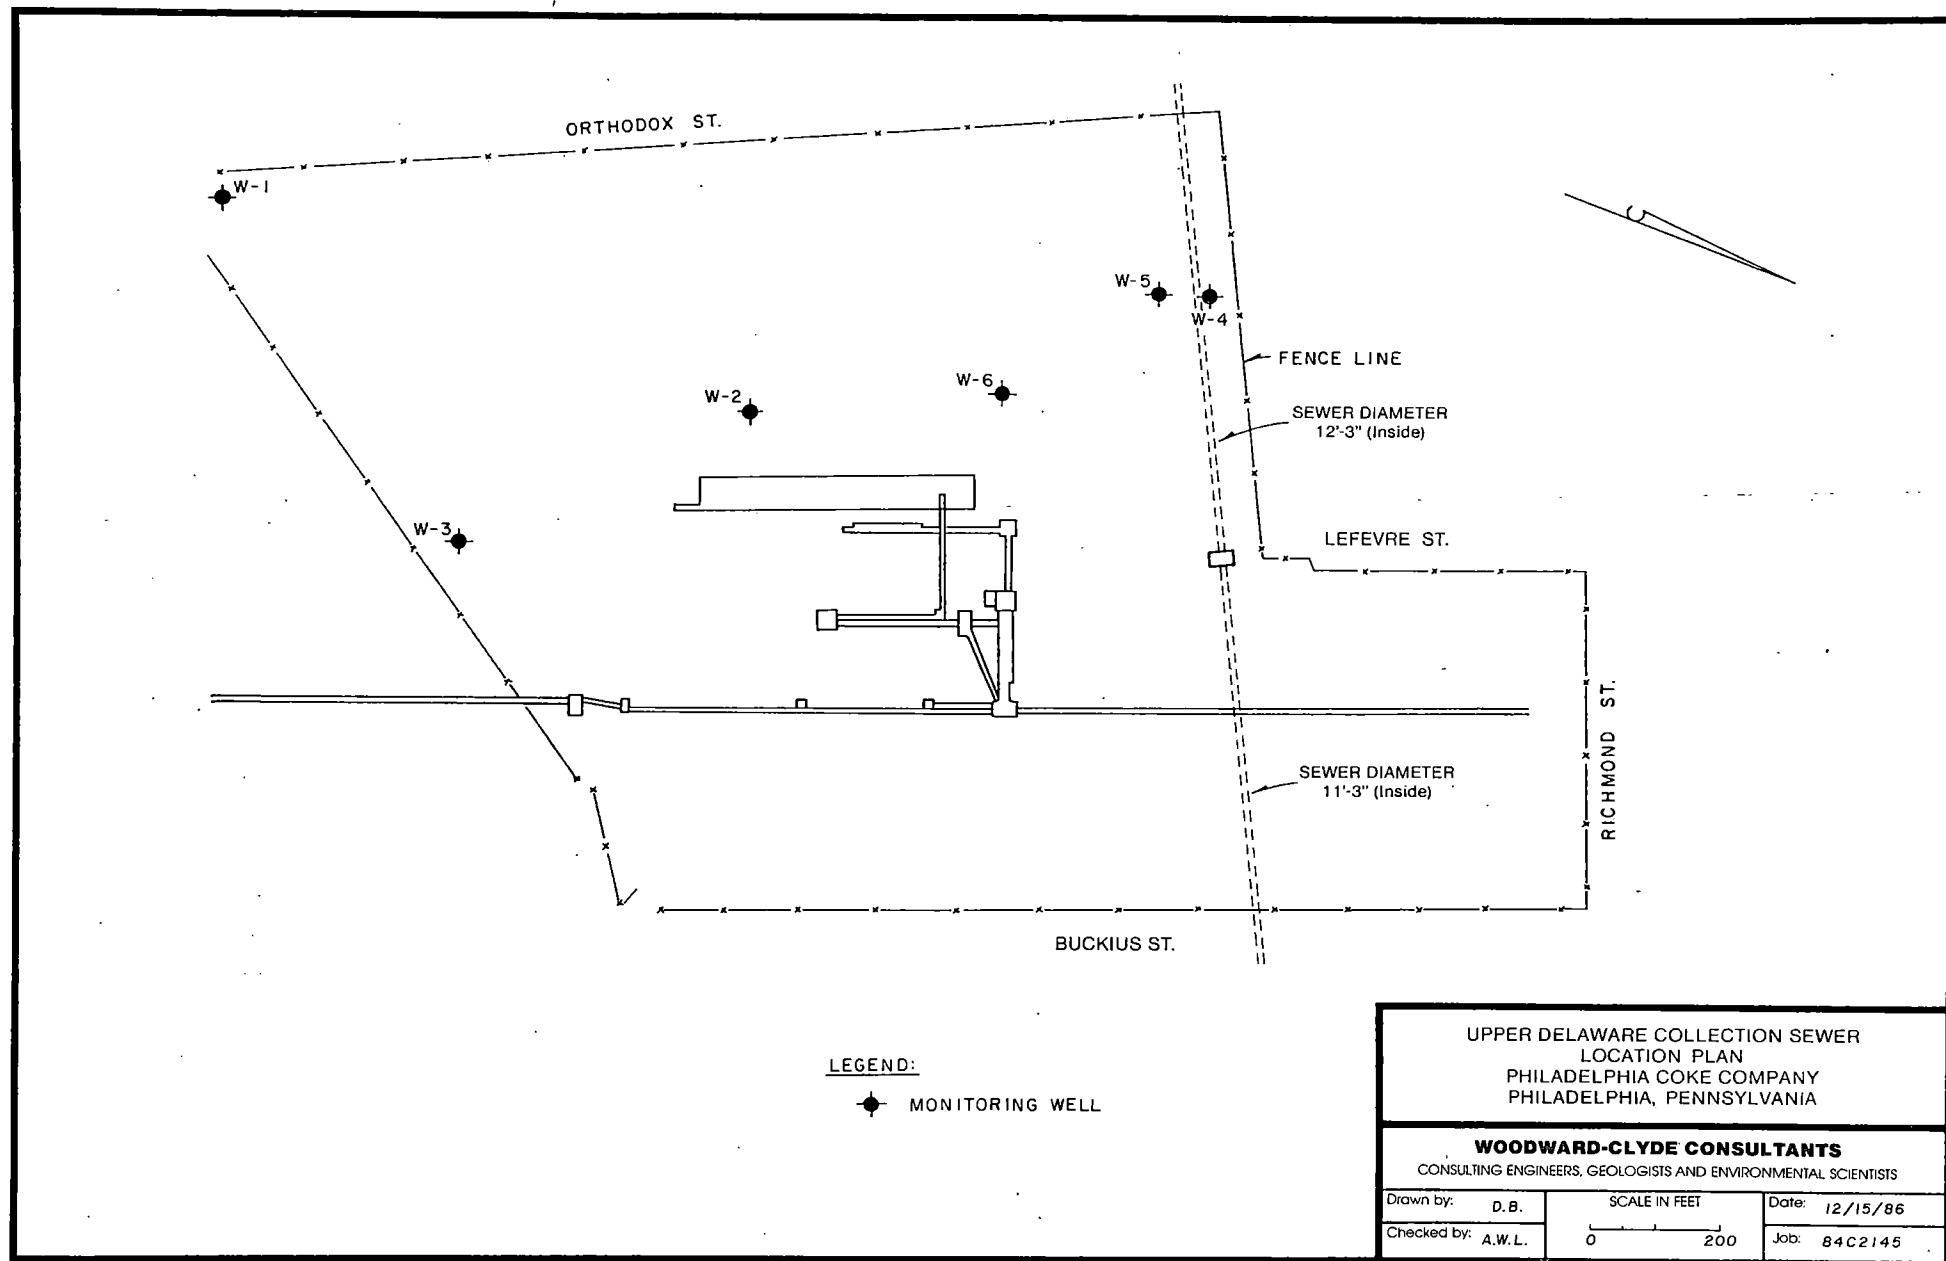 ORTHODOX ST.
W-1
W-5
W-4
FENCE LINE
W-6
W-2
SEWER DIAMETER
12'-3" (Inside)
W-3
LEFEVRE ST.
RICHMOND ST.
SEWER DIAMETER
11'-3" (Inside)
BUCKIUS ST.
LEGEND:
MONITORING WELL
UPPER DELAWARE COLLECTION SEWER
LOCATION PLAN
PHILADELPHIA COKE COMPANY
PHILADELPHIA, PENNSYLVANIA
WOODWARD-CLYDE CONSULTANTS
CONSULTING ENGINEERS, GEOLOGISTS AND ENVIRONMENTAL SCIENTISTS
Drawn by: D.B.
SCALE IN FEET
0 200
Date: 12/15/86
Checked by: A.W.L.
Job: 84C2145